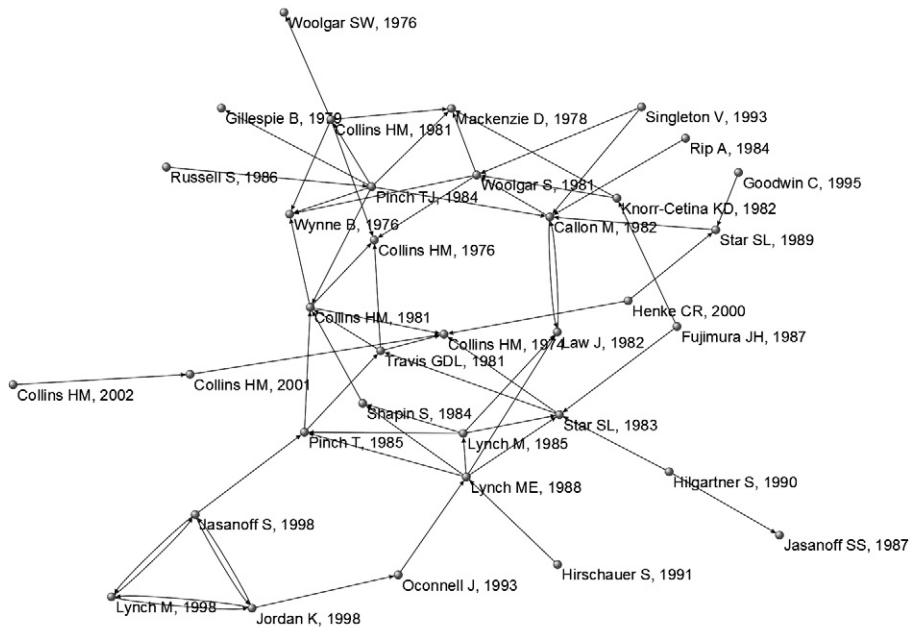 Woolgar SW, 1976
Gillespie B, 1979
Collins HM, 1981
Mackenzie D, 1978
Singleton V, 1993
Rip A, 1984
Russell S, 1986
Pinch TJ, 1984
Woolgar S, 1981
Goodwin C, 1995
Knorr-Cetina KD, 1982
Wynne B, 1976
Callon M, 1982
Star SL, 1989
Collins HM, 1976
Henke CR, 2000
Collins HM, 1981
Collins HM, 1974
Law J, 1982
Fujimura JH, 1987
Travis GDL, 1981
Collins HM, 2001
Collins HM, 2002
Shapin S, 1984
Star SL, 1983
Pinch T, 1985
Lynch M, 1985
Hilgartner S, 1990
Lynch ME, 1988
Jasanoff S, 1998
Jasanoff SS, 1987
Hirschauer S, 1991
Oconnell J, 1993
Lynch M, 1998
Jordan K, 1998